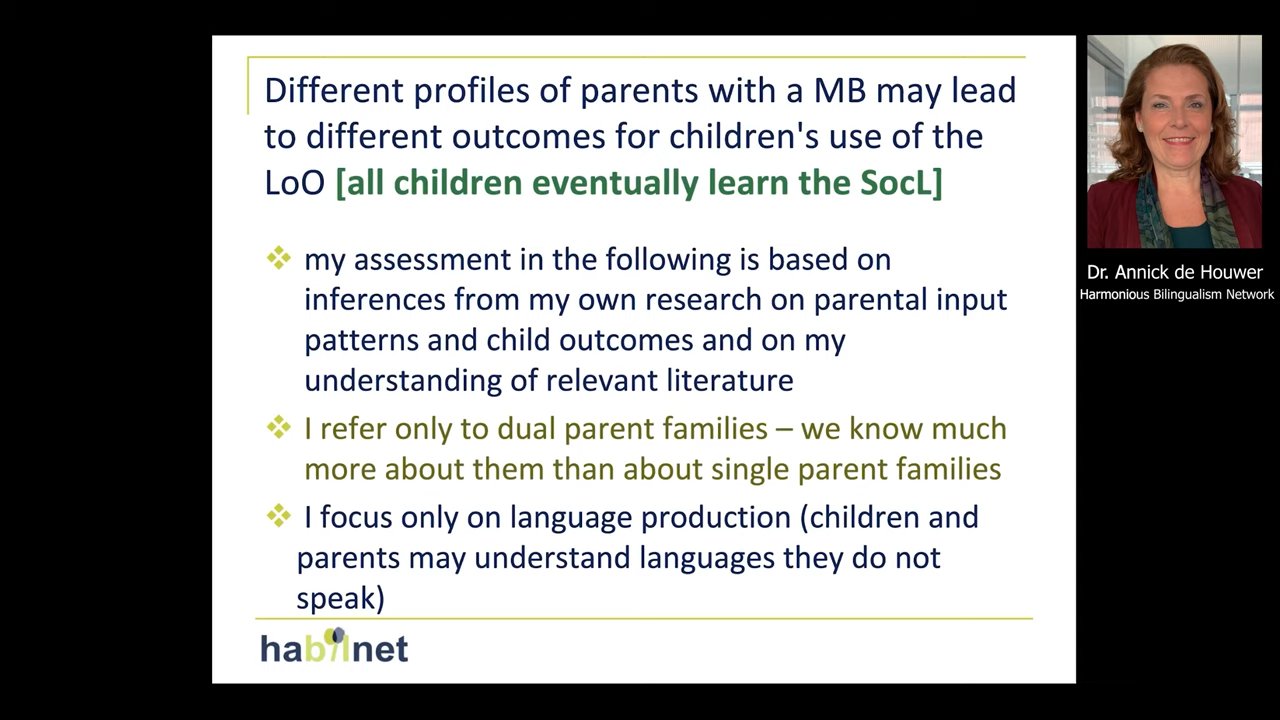 Different profiles of parents with a MB may lead
to different outcomes for children's use of the
LoO [all children eventually learn the SocL]
❖ my assessment in the following is based on
inferences from my own research on parental input
patterns and child outcomes and on my
understanding of relevant literature
❖ I refer only to dual parent families – we know much
more about them than about single parent families
❖ I focus only on language production (children and
parents may understand languages they do not
speak)
habilnet
Dr. Annick de Houwer
Harmonious Bilingualism Network